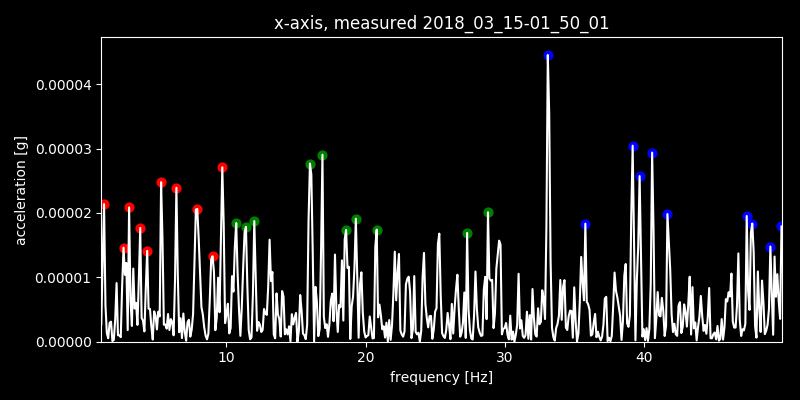 x-axis, measured 2018_03_15-01_50_01
acceleration [g]
0.00004
0.00003
0.00002
0.00001
0.00000
10 20 30 40
frequency [Hz]